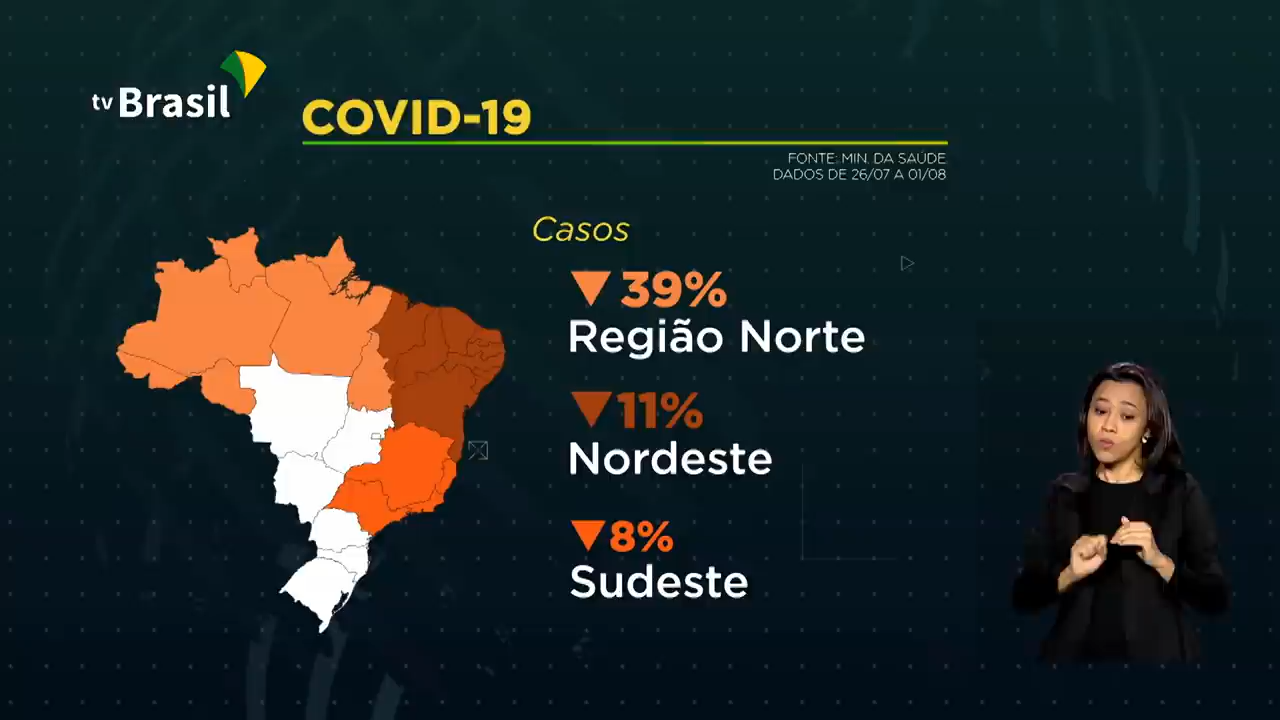 tv Brasil
COVID-19
FONTE: MIN. DA SAÚDE
DADOS DE 26/07 A 01/08
Casos
▼39%
Região Norte
▼11%
Nordeste
▼8%
Sudeste